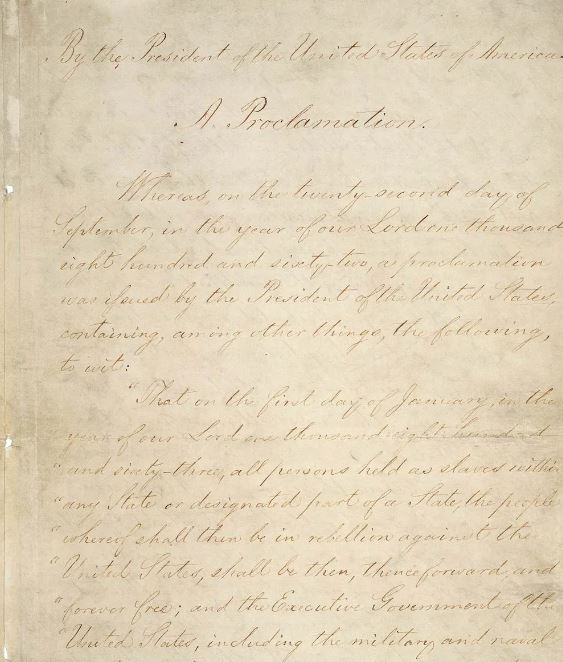 By the President of the United States of America.
A Proclamation.
Whereas, on the twenty-second day of
September, in the year of our Lord one thousand
eight hundred and sixty-two, a proclamation
was issued by the President of the United States,
containing, among other things, the following,
to wit:
"That on the first day of January, in the
"year of our Lord one thousand eight hundred
"and sixty-three, all persons held as slaves within
"any State or designated part of a State, the people
"whereof shall then be in rebellion against the
"United States, shall be then, thenceforward, and
"forever free; and the Executive Government of the
"United States, including the military and naval